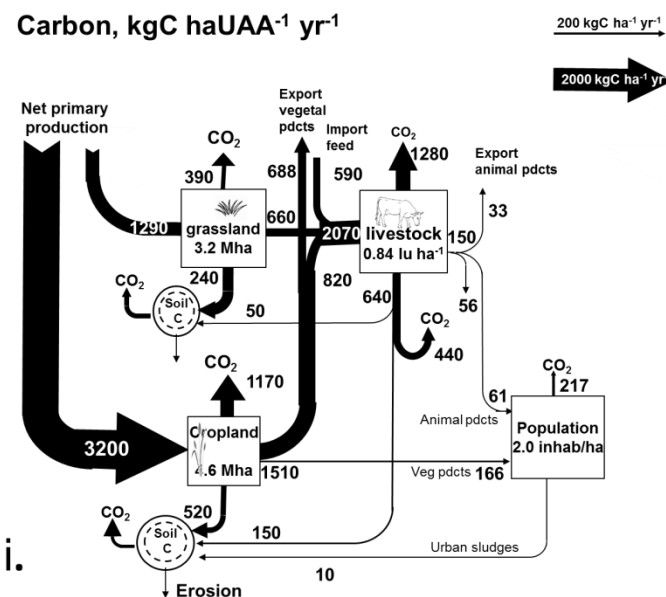 Carbon, kgC haUAA⁻¹ yr⁻¹
200 kgC ha⁻¹ yr⁻¹
2000 kgC ha⁻¹ yr
Net primary
production
Export
vegetal
pdcts
Import
feed
CO₂
CO₂
1280
Export
animal pdcts
390
688
590
33
1290
grassland
3.2 Mha
660
2070
livestock
0.84 lu ha⁻¹
150
240
820
640
56
CO₂
Soil
C
50
CO₂
440
CO₂
1170
CO₂
217
61
Animal pdcts
Population
2.0 inhab/ha
3200
Cropland
4.6 Mha
1510
Veg pdcts
166
520
CO₂
Soil
C
150
Urban sludges
10
i.
Erosion